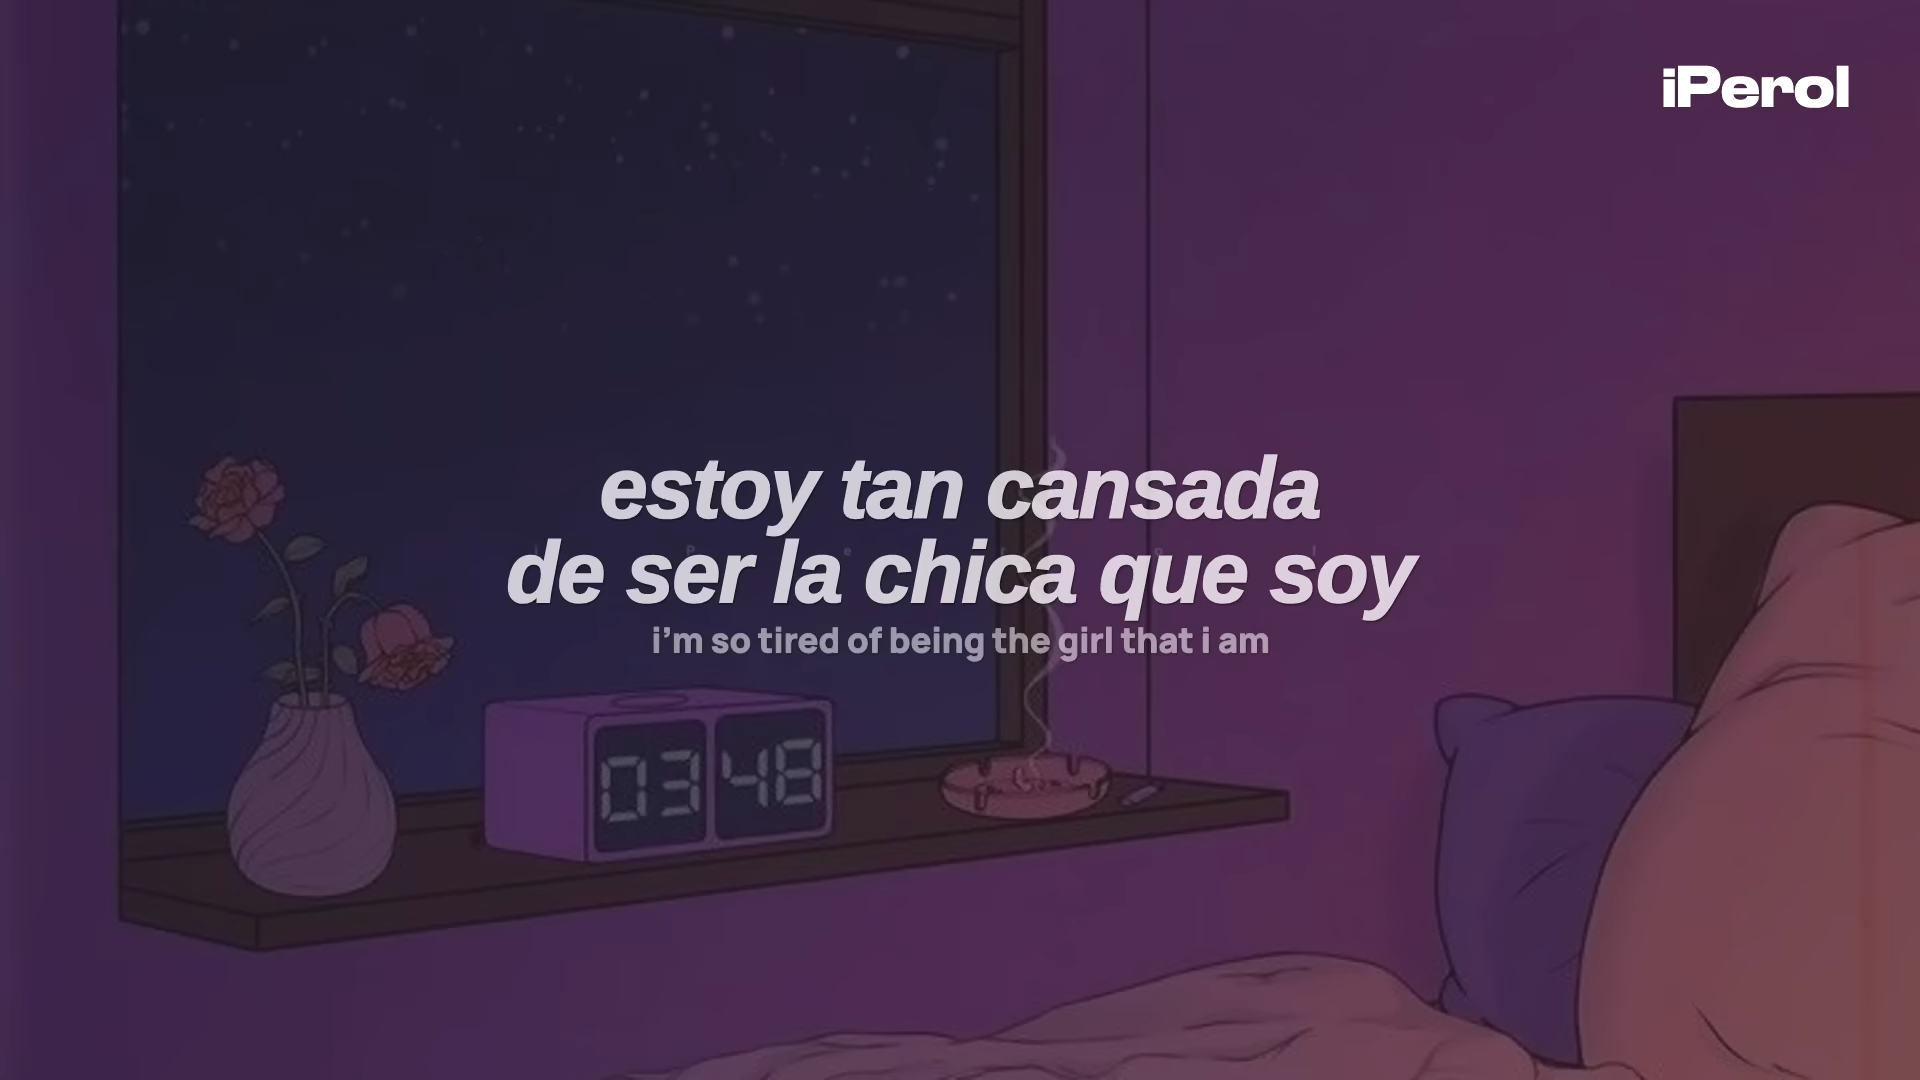 iPerol
estoy tan cansada
de ser la chica que soy
i’m so tired of being the girl that i am
03 48